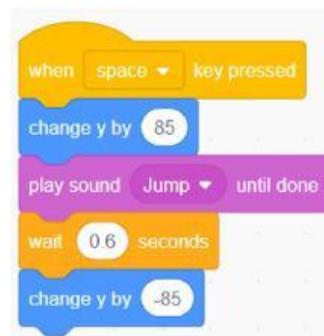 when space key pressed
change y by 85
play sound Jump until done
wait 0.6 seconds
change y by -85